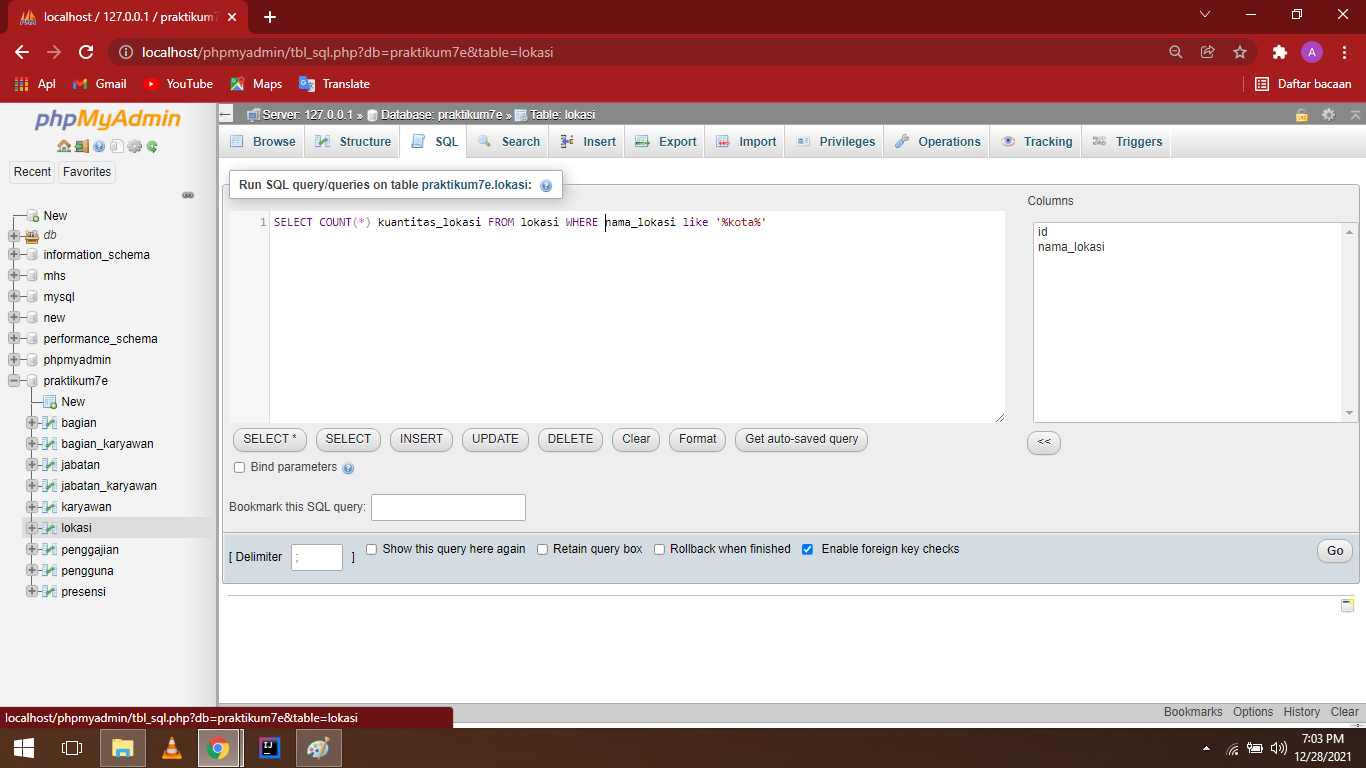 localhost / 127.0.0.1 / praktikum7
localhost/phpmyadmin/tbl_sql.php?db=praktikum7e&table=lokasi
A
Apl Gmail YouTube Maps Translate Daftar bacaan
phpMyAdmin
Recent Favorites
New
db
information_schema
mhs
mysql
new
performance_schema
phpmyadmin
praktikum7e
New
bagian
bagian_karyawan
jabatan
jabatan_karyawan
karyawan
lokasi
penggajian
pengguna
presensi
Server: 127.0.0.1 » Database: praktikum7e » Table: lokasi
Browse Structure SQL Search Insert Export Import Privileges Operations Tracking Triggers
Run SQL query/queries on table praktikum7e.lokasi:
1 SELECT COUNT(*) kuantitas_lokasi FROM lokasi WHERE nama_lokasi like '%kota%'
Columns
id
nama_lokasi
SELECT * SELECT INSERT UPDATE DELETE Clear Format Get auto-saved query <<
Bind parameters
Bookmark this SQL query:
[ Delimiter ; ] Show this query here again Retain query box Rollback when finished Enable foreign key checks Go
Bookmarks Options History Clear
localhost/phpmyadmin/tbl_sql.php?db=praktikum7e&table=lokasi
7:03 PM
12/28/2021